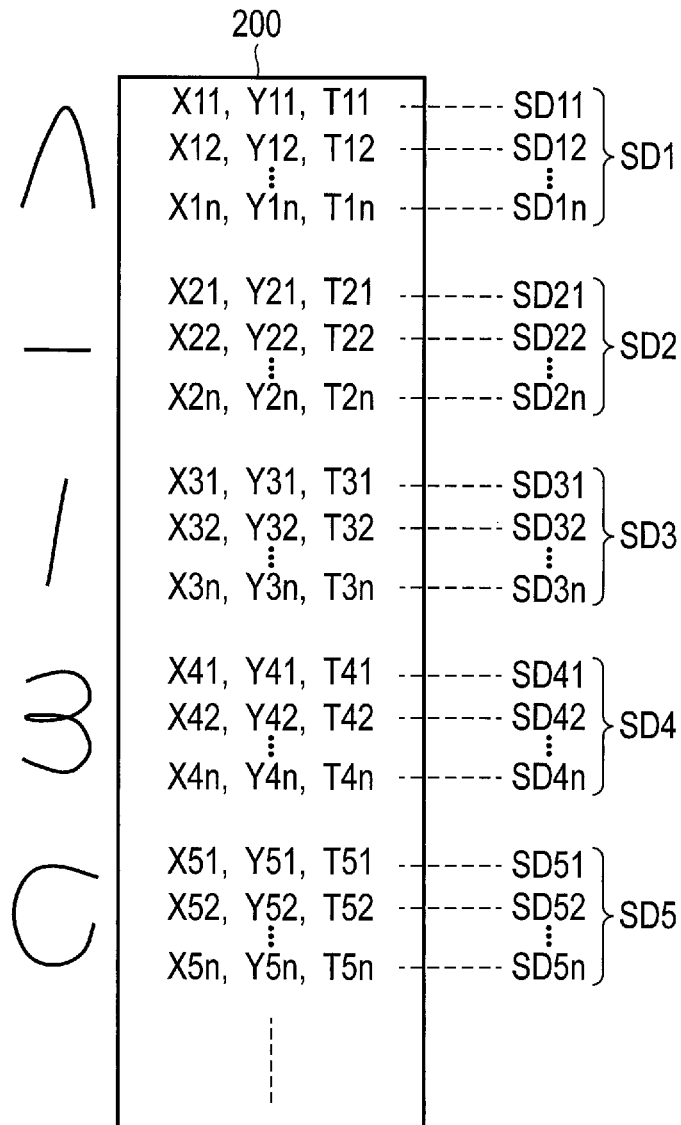 200
X11, Y11, T11 SD11
X12, Y12, T12 SD12 SD1
X1n, Y1n, T1n SD1n
X21, Y21, T21 SD21
X22, Y22, T22 SD22 SD2
X2n, Y2n, T2n SD2n
X31, Y31, T31 SD31
X32, Y32, T32 SD32 SD3
X3n, Y3n, T3n SD3n
X41, Y41, T41 SD41
X42, Y42, T42 SD42 SD4
X4n, Y4n, T4n SD4n
X51, Y51, T51 SD51
X52, Y52, T52 SD52 SD5
X5n, Y5n, T5n SD5n